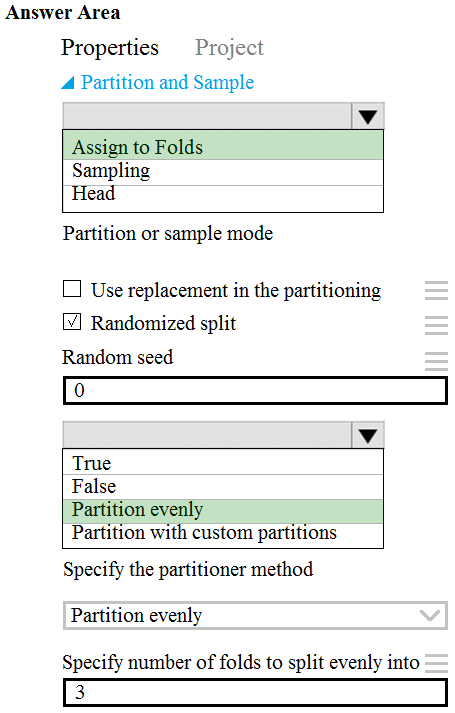 Answer Area
Properties Project
Partition and Sample
Assign to Folds
Sampling
Head
Partition or sample mode
Use replacement in the partitioning
Randomized split
Random seed
0
True
False
Partition evenly
Partition with custom partitions
Specify the partitioner method
Partition evenly
Specify number of folds to split evenly into
3